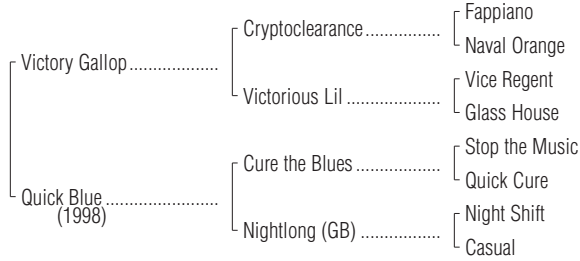 Fappiano
Cryptoclearance..................
Naval Orange
Victory Gallop...................
Vice Regent
Victorious Lil ....................
Glass House
Stop the Music
Cure the Blues ..................
Quick Cure
Quick Blue ........................
(1998)
Night Shift
Nightlong (GB) .................
Casual